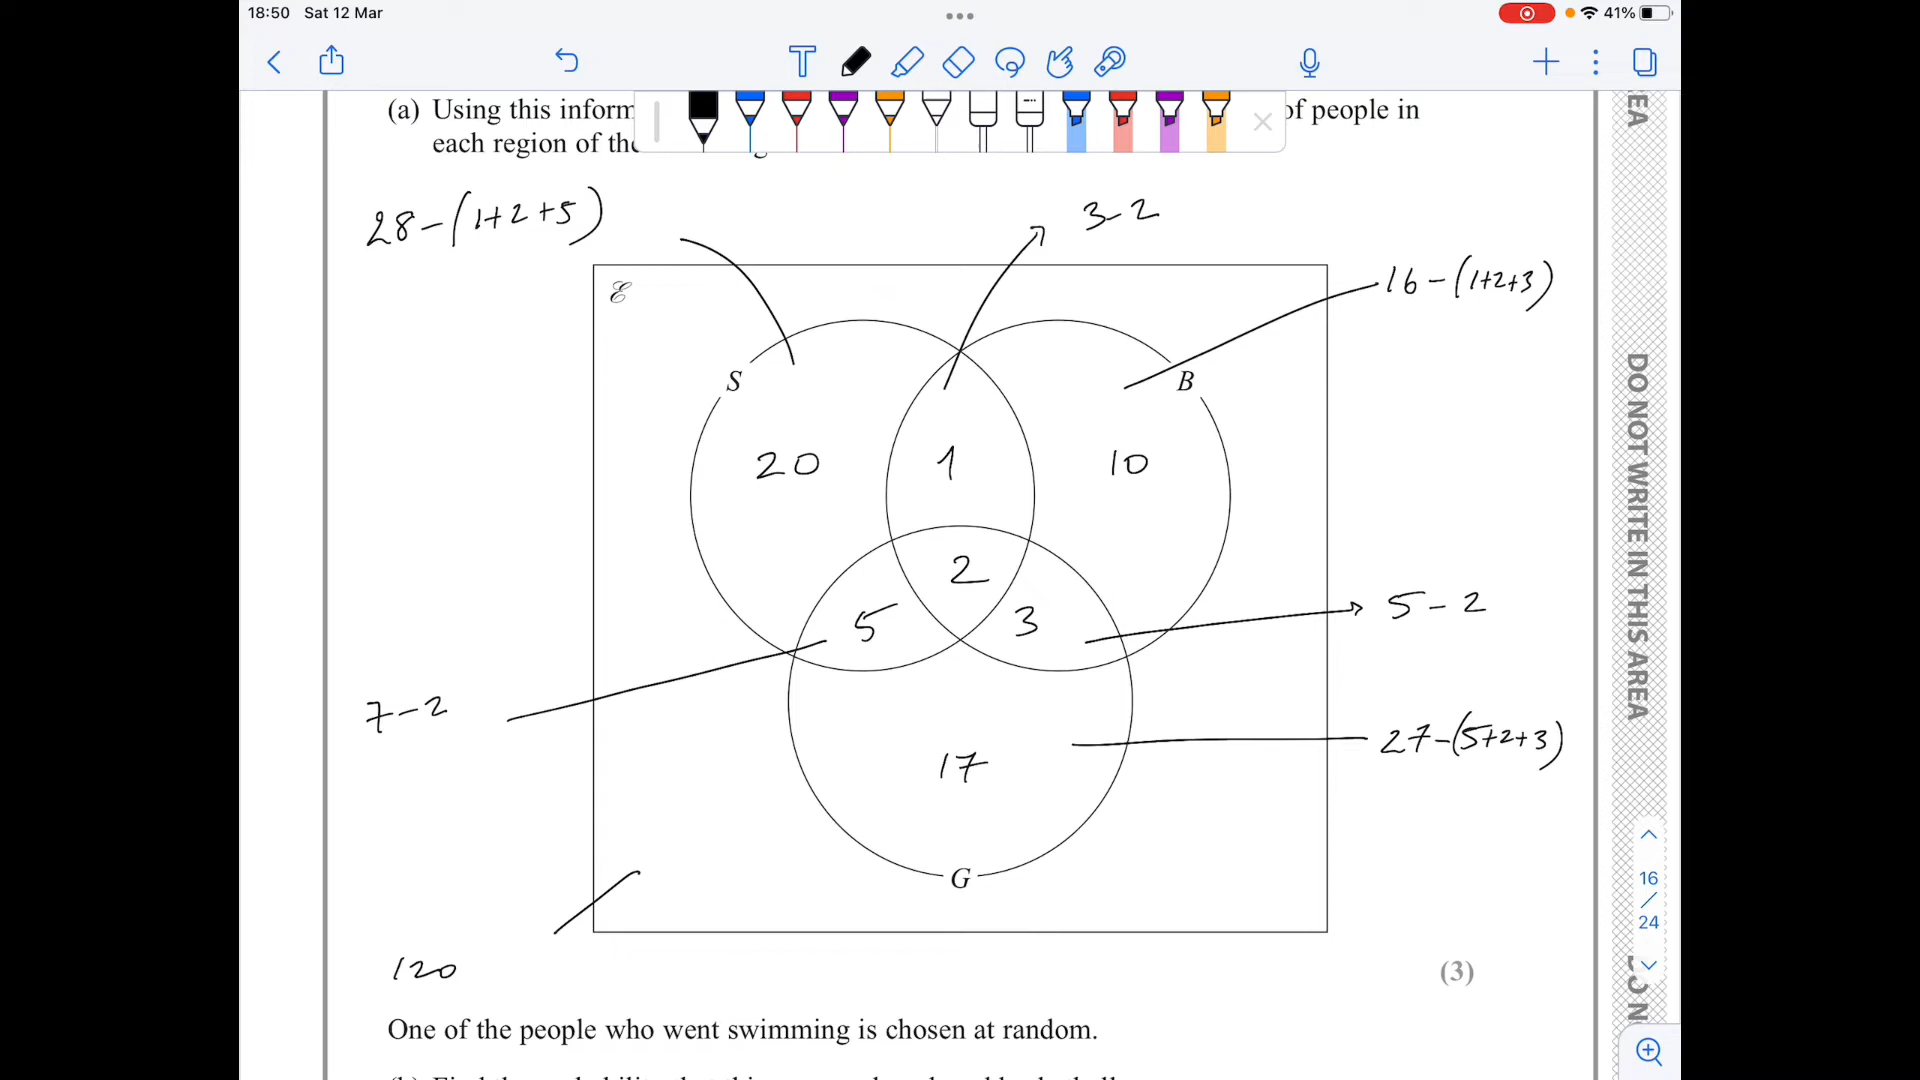 18:50 Sat 12 Mar
41%
T
(a) Using this inform
of people in
each region of the
28-(1+2+5)
3-2
16-(1+2+3)
ℰ
S
B
20
1
10
2
5
3
5-2
7-2
27-(5+2+3)
17
G
120
(3)
One of the people who went swimming is chosen at random.
EA
DO NOT WRITE IN THIS AREA
DO N
16
24